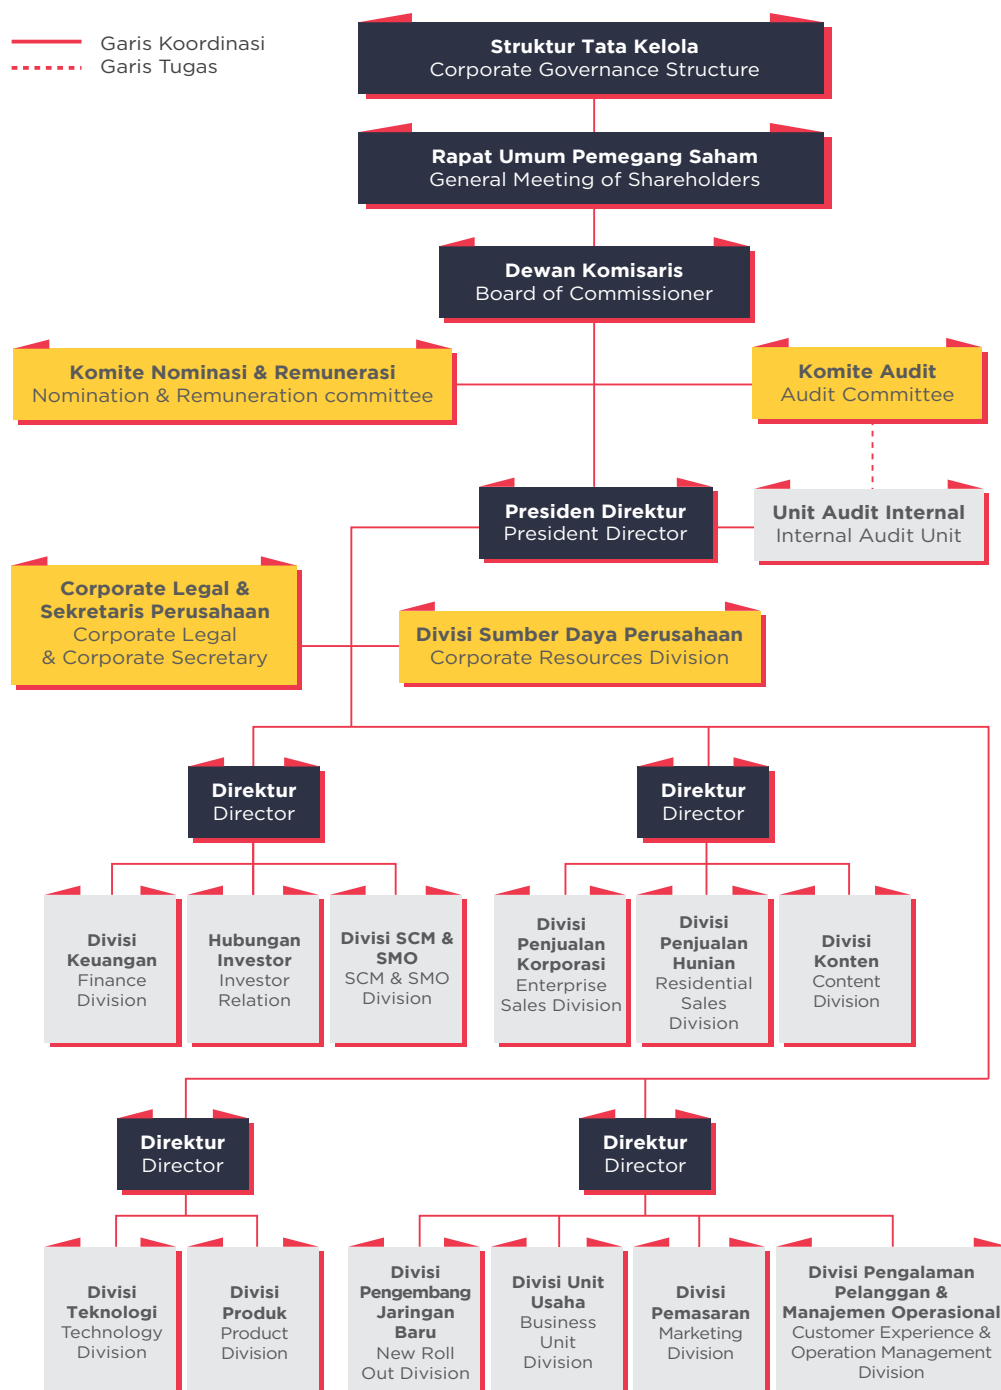 Garis Koordinasi
Garis Tugas
Struktur Tata Kelola
Corporate Governance Structure
Rapat Umum Pemegang Saham
General Meeting of Shareholders
Dewan Komisaris
Board of Commissioner
Komite Nominasi & Remunerasi
Nomination & Remuneration committee
Komite Audit
Audit Committee
Presiden Direktur
President Director
Unit Audit Internal
Internal Audit Unit
Corporate Legal &
Sekretaris Perusahaan
Corporate Legal
& Corporate Secretary
Divisi Sumber Daya Perusahaan
Corporate Resources Division
Direktur
Director
Direktur
Director
Divisi
Keuangan
Finance
Division
Hubungan
Investor
Investor
Relation
Divisi SCM &
SMO
SCM & SMO
Division
Divisi
Penjualan
Korporasi
Enterprise
Sales Division
Divisi
Penjualan
Hunian
Residential
Sales
Division
Divisi
Konten
Content
Division
Direktur
Director
Direktur
Director
Divisi
Teknologi
Technology
Division
Divisi
Produk
Product
Division
Divisi
Pengembang
Jaringan
Baru
New Roll
Out Division
Divisi Unit
Usaha
Business
Unit
Division
Divisi
Pemasaran
Marketing
Division
Divisi Pengalaman
Pelanggan &
Manajemen Operasional
Customer Experience &
Operation Management
Division